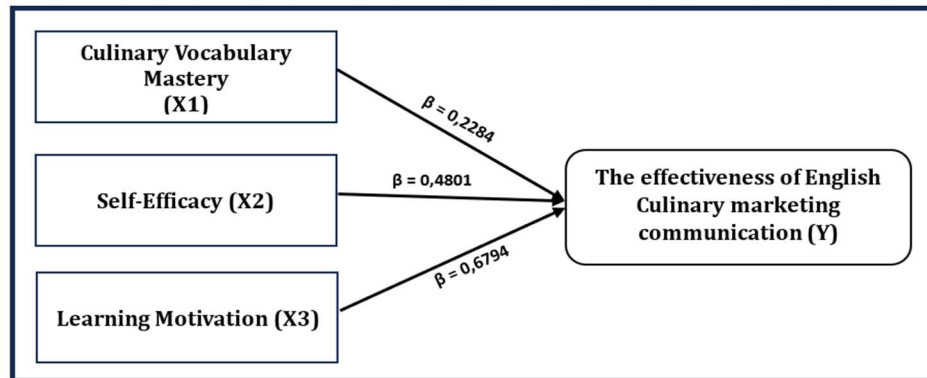 Culinary Vocabulary
Mastery
(X1)
β = 0,2284
Self-Efficacy (X2)
β = 0,4801
The effectiveness of English
Culinary marketing
communication (Y)
β = 0,6794
Learning Motivation (X3)